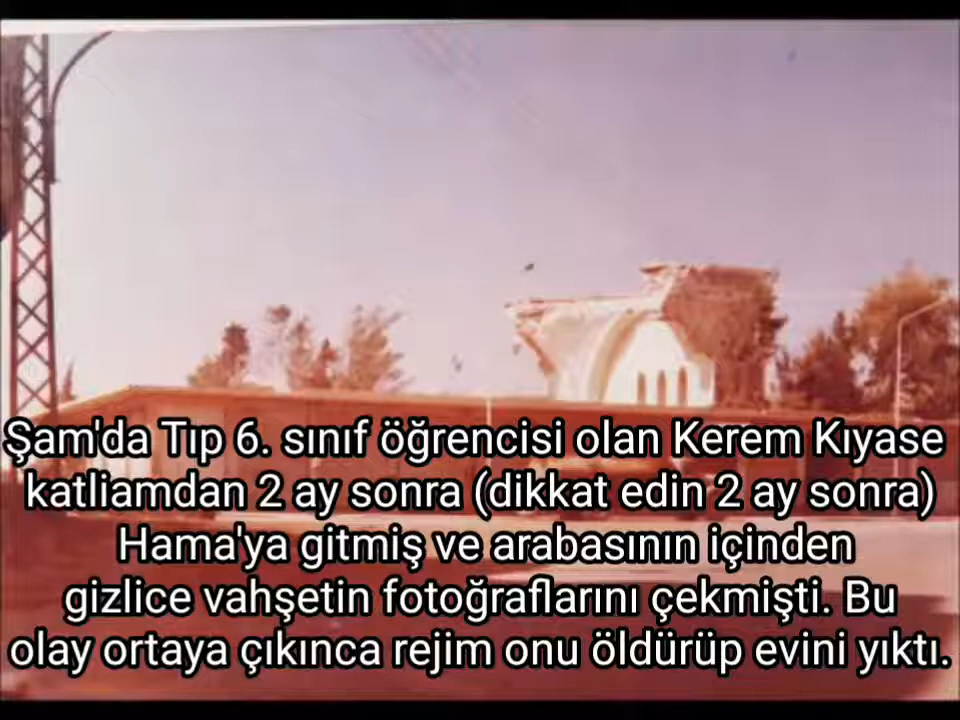 Şam'da Tıp 6. sınıf öğrencisi olan Kerem Kıyase
katliamdan 2 ay sonra (dikkat edin 2 ay sonra)
Hama'ya gitmiş ve arabasının içinden
gizlice vahşetin fotoğraflarını çekmişti. Bu
olay ortaya çıkınca rejim onu öldürüp evini yıktı.